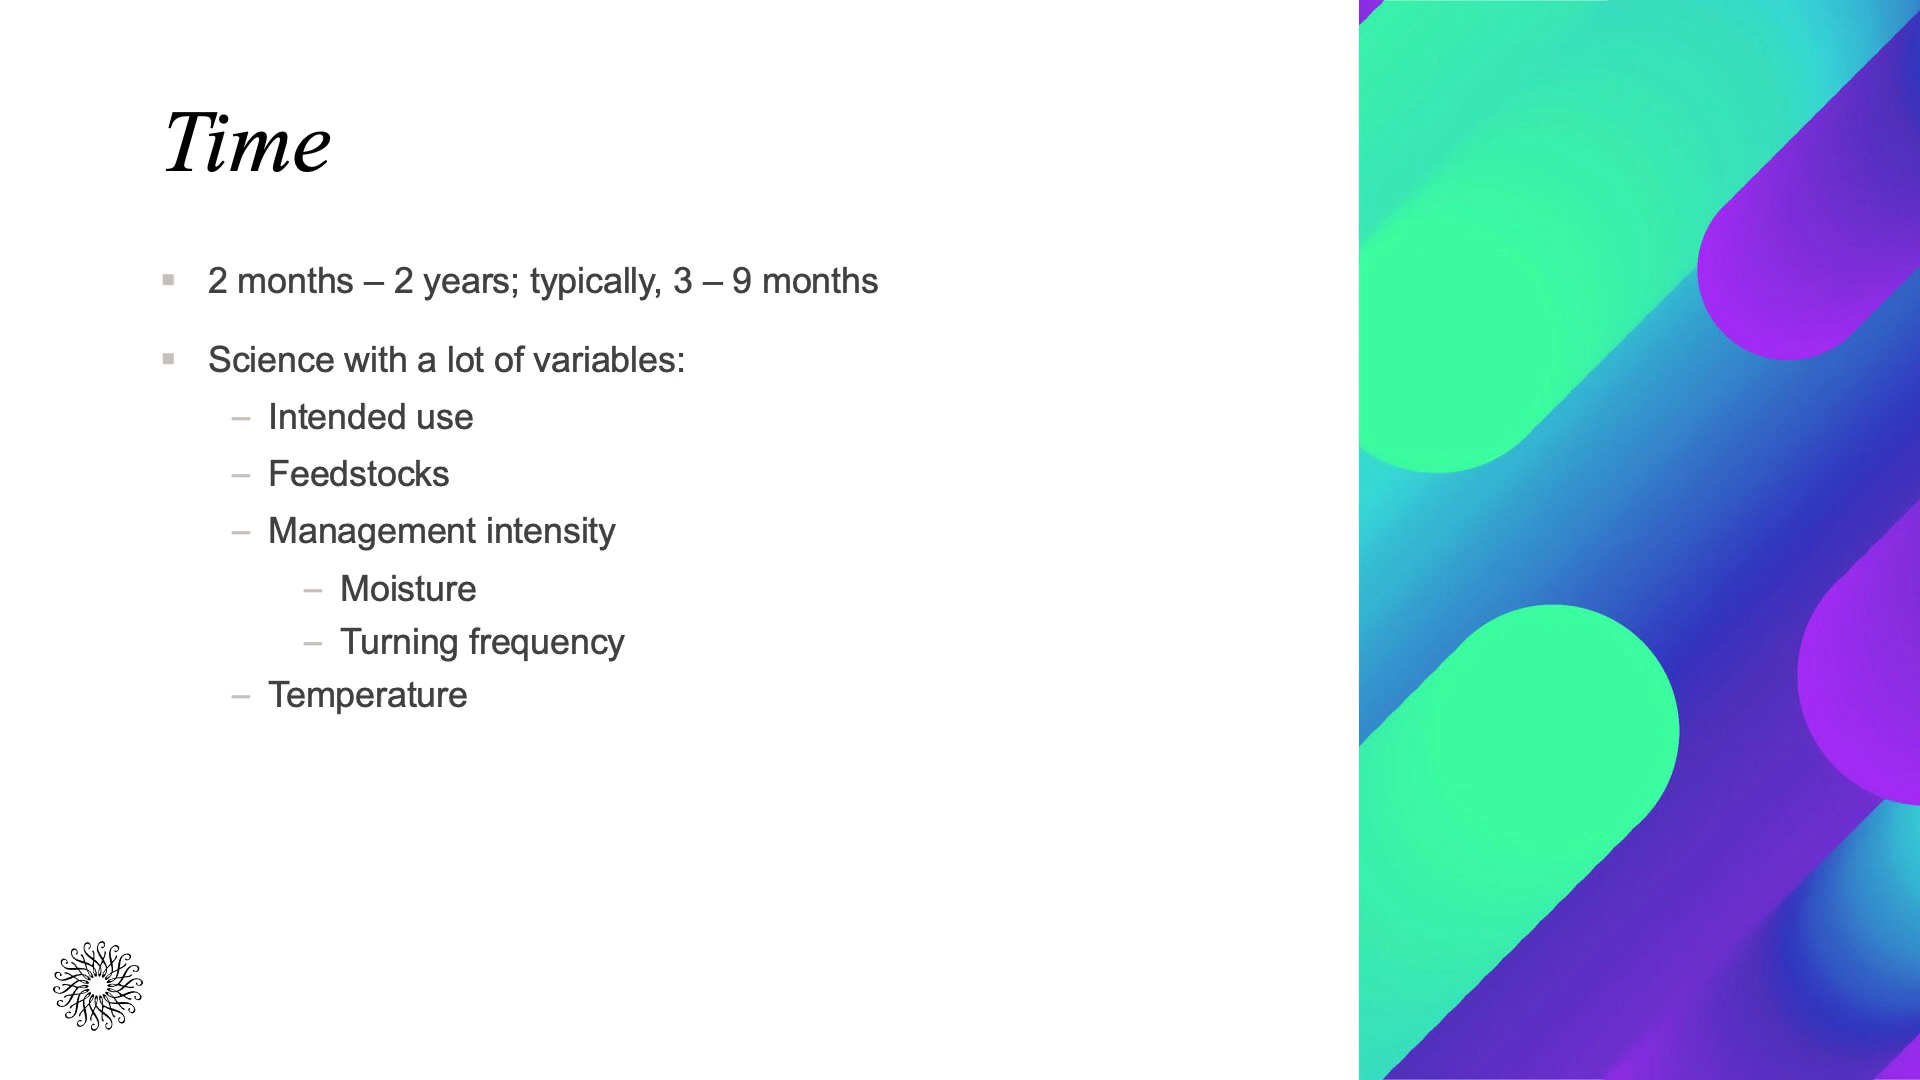 Time
▪ 2 months – 2 years; typically, 3 – 9 months
▪ Science with a lot of variables:
– Intended use
– Feedstocks
– Management intensity
– Moisture
– Turning frequency
– Temperature